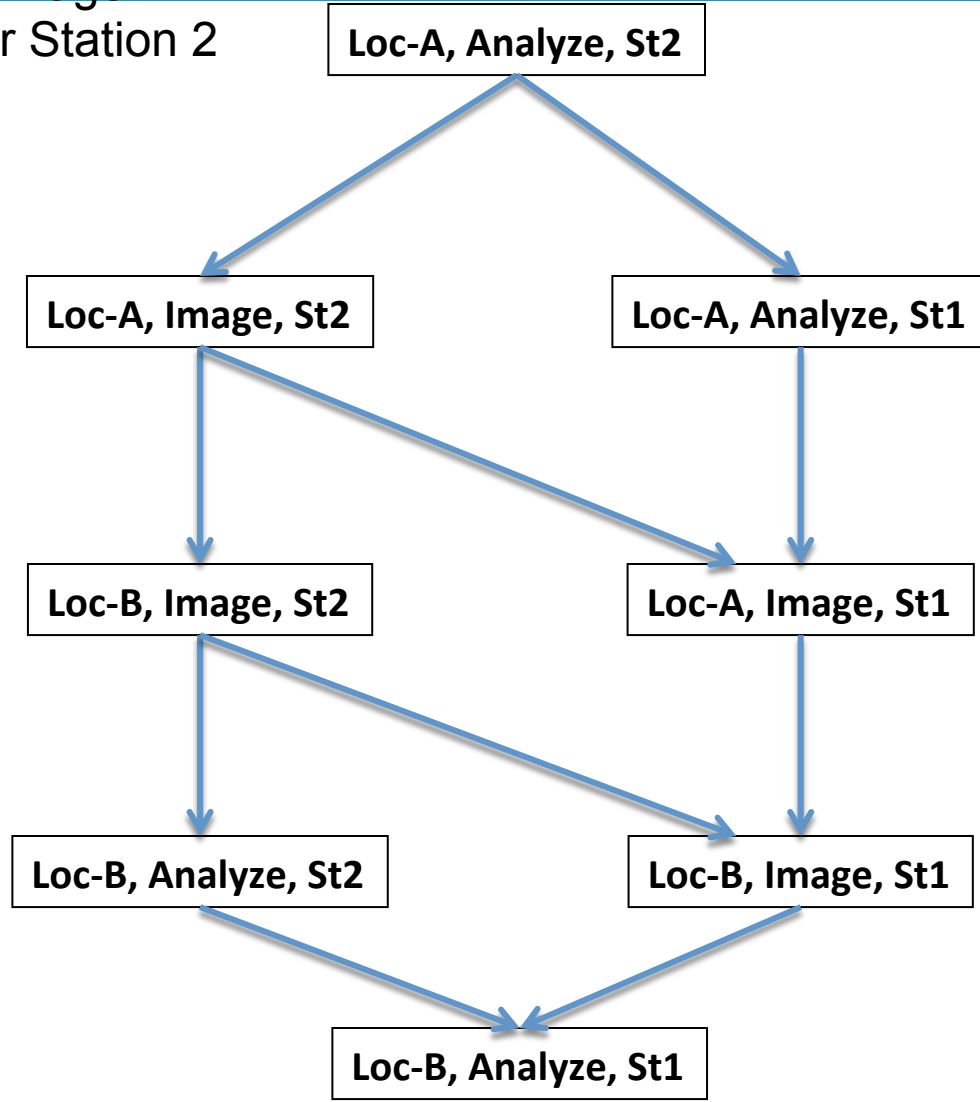 r Station 2
Loc-A, Analyze, St2
Loc-A, Image, St2
Loc-A, Analyze, St1
Loc-B, Image, St2
Loc-A, Image, St1
Loc-B, Analyze, St2
Loc-B, Image, St1
Loc-B, Analyze, St1